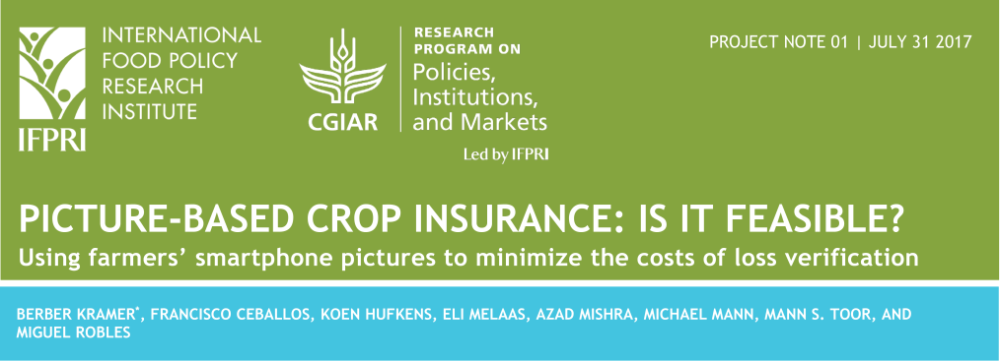 INTERNATIONAL
FOOD POLICY
RESEARCH
INSTITUTE
IFPRI
CGIAR
RESEARCH
PROGRAM ON
Policies,
Institutions,
and Markets
Led by IFPRI
PROJECT NOTE 01 | JULY 31 2017
PICTURE-BASED CROP INSURANCE: IS IT FEASIBLE?
Using farmers’ smartphone pictures to minimize the costs of loss verification
BERBER KRAMER*, FRANCISCO CEBALLOS, KOEN HUFKENS, ELI MELAAS, AZAD MISHRA, MICHAEL MANN, MANN S. TOOR, AND
MIGUEL ROBLES